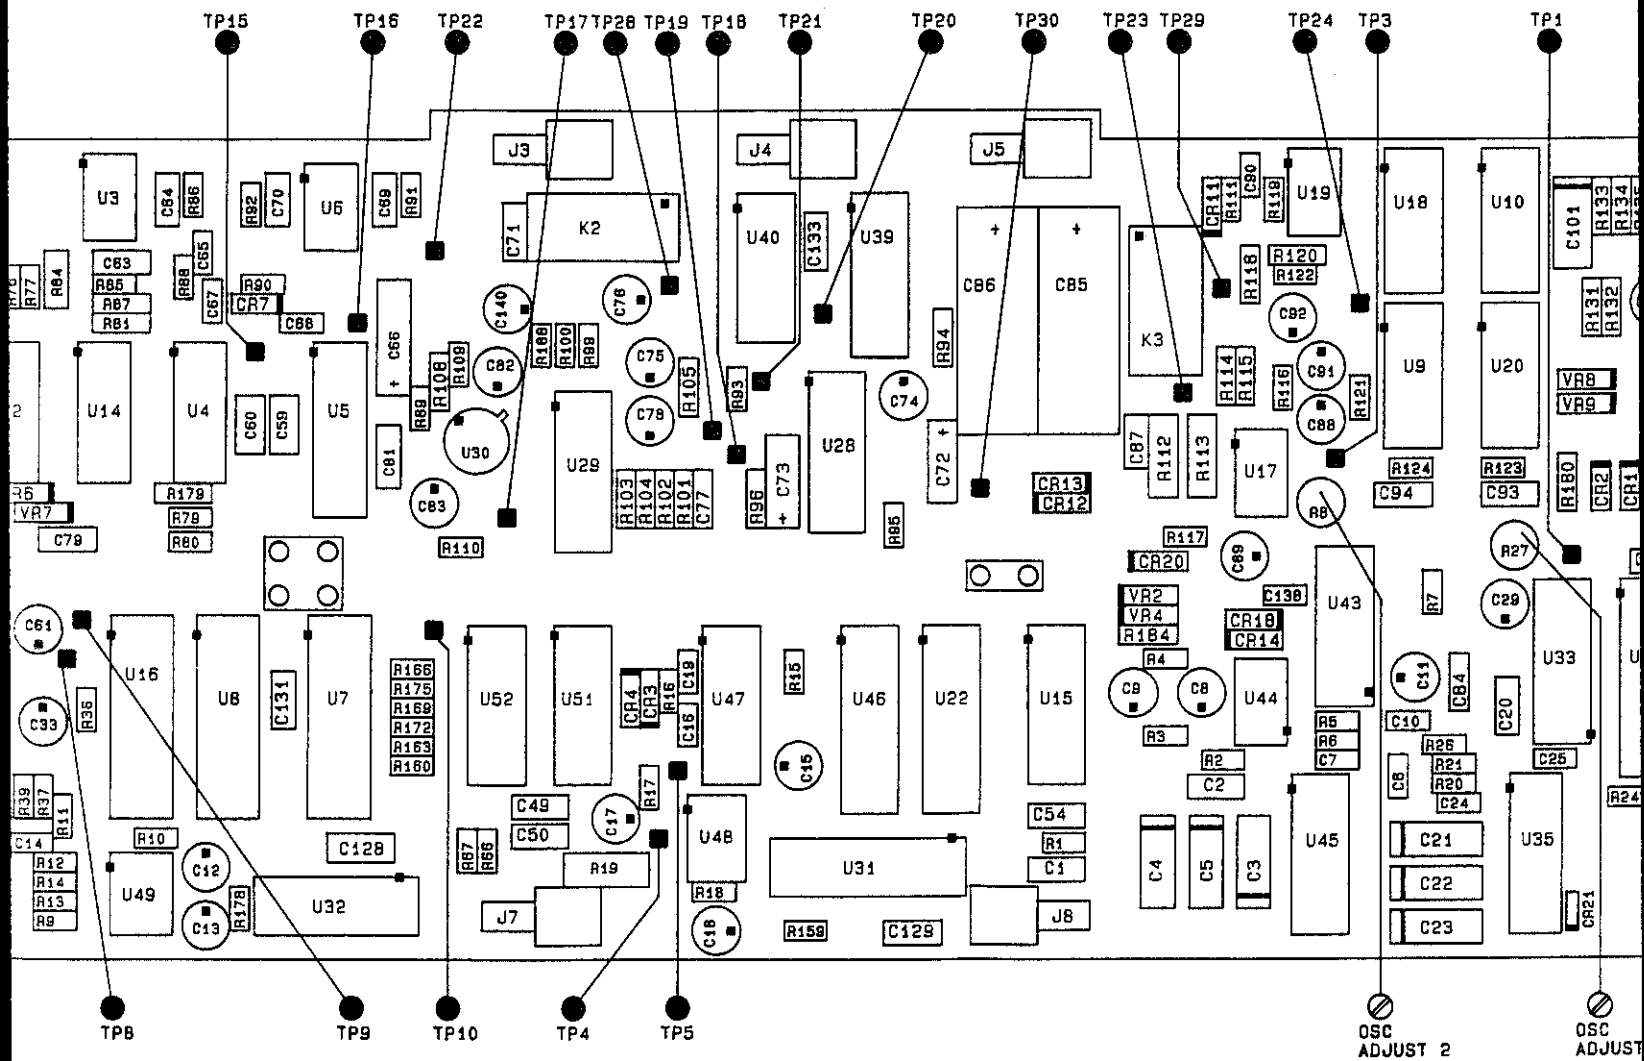 TP15 TP16 TP22 TP17 TP28 TP19 TP18 TP21 TP20 TP30 TP23 TP29 TP24 TP3 TP1
J3 J4 J5
U3 C64 R86 R92 C70 U6 C69 R91 C71 K2 U40 C133 U39 C86 + C85 + CR11 R111 C90 R119 U19 U18 U10 C101 R133 R134
R77 R84 C63 R85 R87 R81 R88 C65 C67 R90 CR7 C68
C66 + C140 C76 K3 R118 R120 R122 C92 R131 R132
R108 R109 C82 R188 R100 R99 C75 R105 R93 R94 R114 R115 R116 C91 R121 U9 U20 VR8 VR9
U14 U4 C60 C59 U5 R89 C81 U30 C78 U29 C73 + U28 C74 C72 + C87 R112 R113 U17 C88
R179 R79 R80 VR7 C79 C83 R110 R103 R104 R102 R101 C77 R96 R95 CR13 CR12 R124 C94 R123 C93 R180 CR2 CR1
R8 R27 R117 CR20 C89 C138 VR2 VR4 R184 CR18 CR14 U43 R7 C29 U33
C61 C33 R36 U16 U8 C131 U7 R166 R175 R169 R172 R163 R160 U52 U51 CR4 CR3 R16 C19 C16 U47 R15 U46 U22 U15 R4 C9 C8 R3 U44 R2 C2 R5 R6 C7 C11 C84 C10 C20 R26 R21 R20 C24 C25 C6 R24
R39 R37 R11 C14 R12 R14 R13 R9 R10 U49 C12 C13 R178 U32 C128 R67 R66 C49 C50 C17 R17 R19 U48 R18 C18 C15 U31 R159 C129 C54 R1 C1 C4 C5 C3 U45 C21 C22 C23 U35 CR21
J7 J8
TP8 TP9 TP10 TP4 TP5
OSC
ADJUST 2
OSC
ADJUST